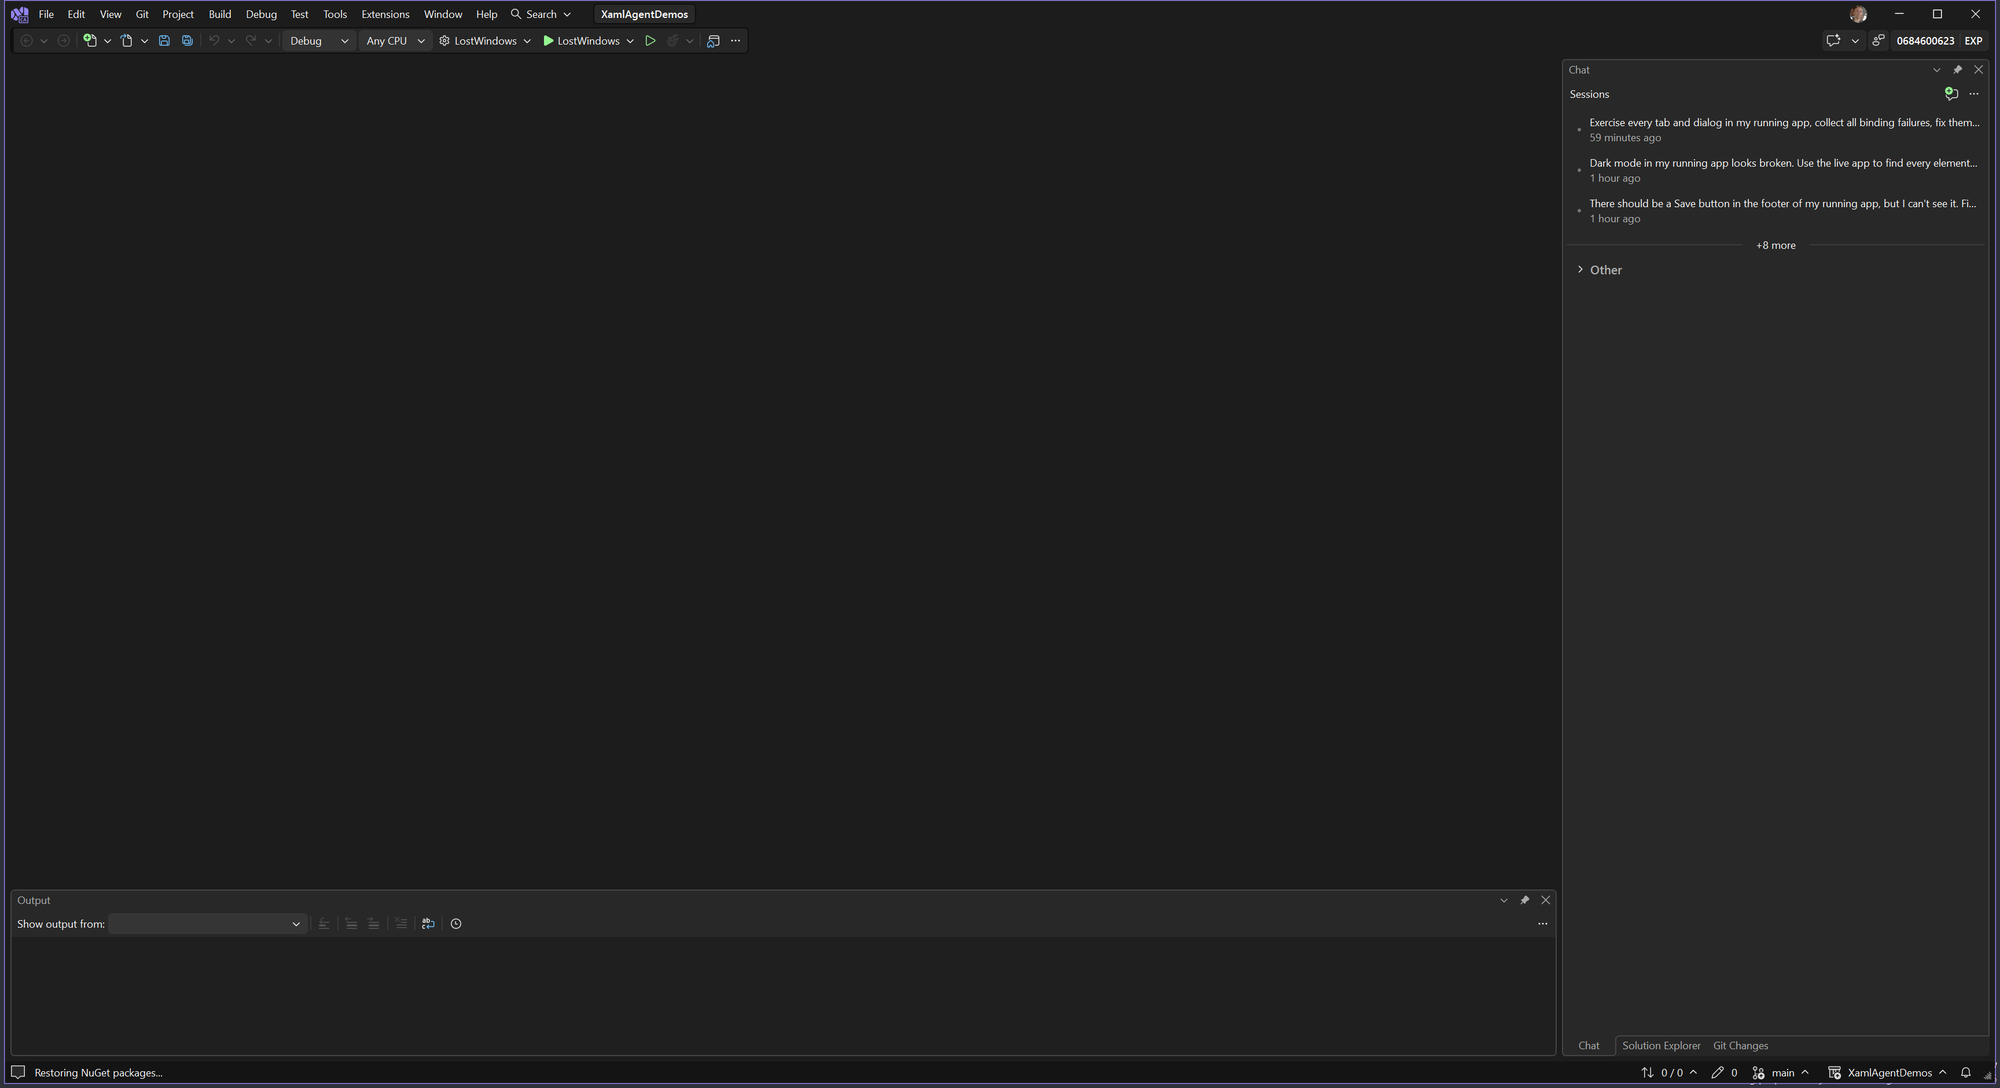 File Edit View Git Project Build Debug Test Tools Extensions Window Help Search XamlAgentDemos
Debug Any CPU LostWindows LostWindows 0684600623 EXP
Chat
Sessions
Exercise every tab and dialog in my running app, collect all binding failures, fix them...
59 minutes ago
Dark mode in my running app looks broken. Use the live app to find every element...
1 hour ago
There should be a Save button in the footer of my running app, but I can't see it. Fi...
1 hour ago
+8 more
Other
Output
Show output from:
Chat Solution Explorer Git Changes
Restoring NuGet packages... 0 / 0 0 main XamlAgentDemos